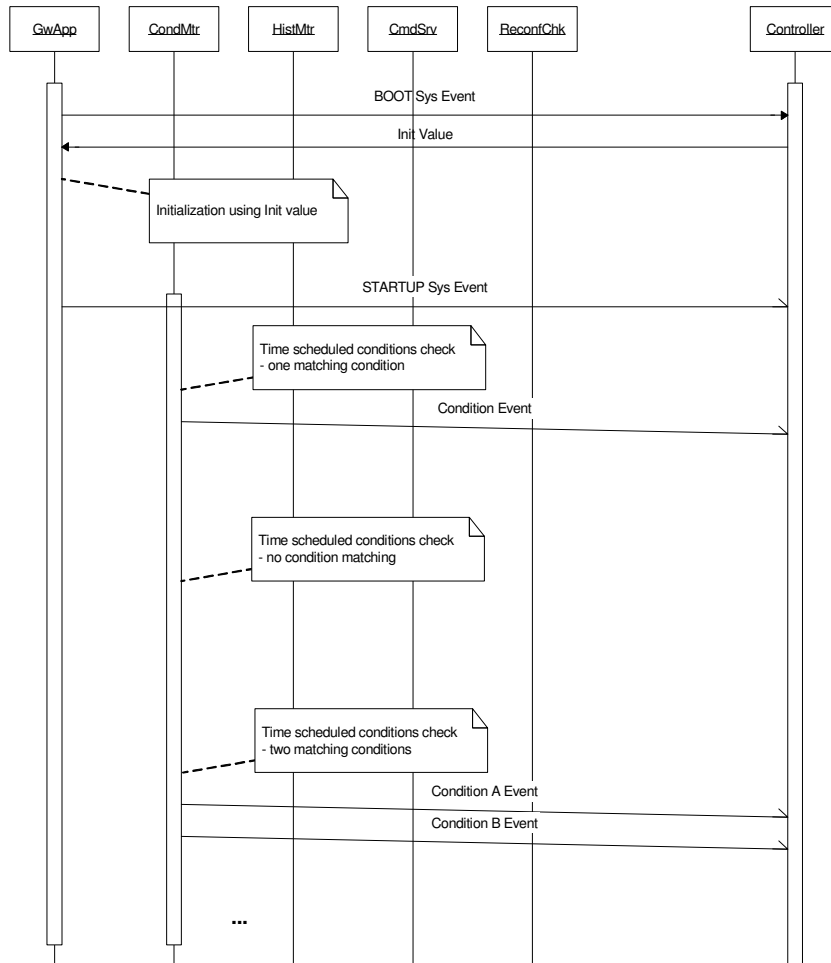 GwApp CondMtr HistMtr CmdSrv ReconfChk Controller
BOOT Sys Event
Init Value
Initialization using Init value
STARTUP Sys Event
Time scheduled conditions check
- one matching condition
Condition Event
Time scheduled conditions check
- no condition matching
Time scheduled conditions check
- two matching conditions
Condition A Event
Condition B Event
...